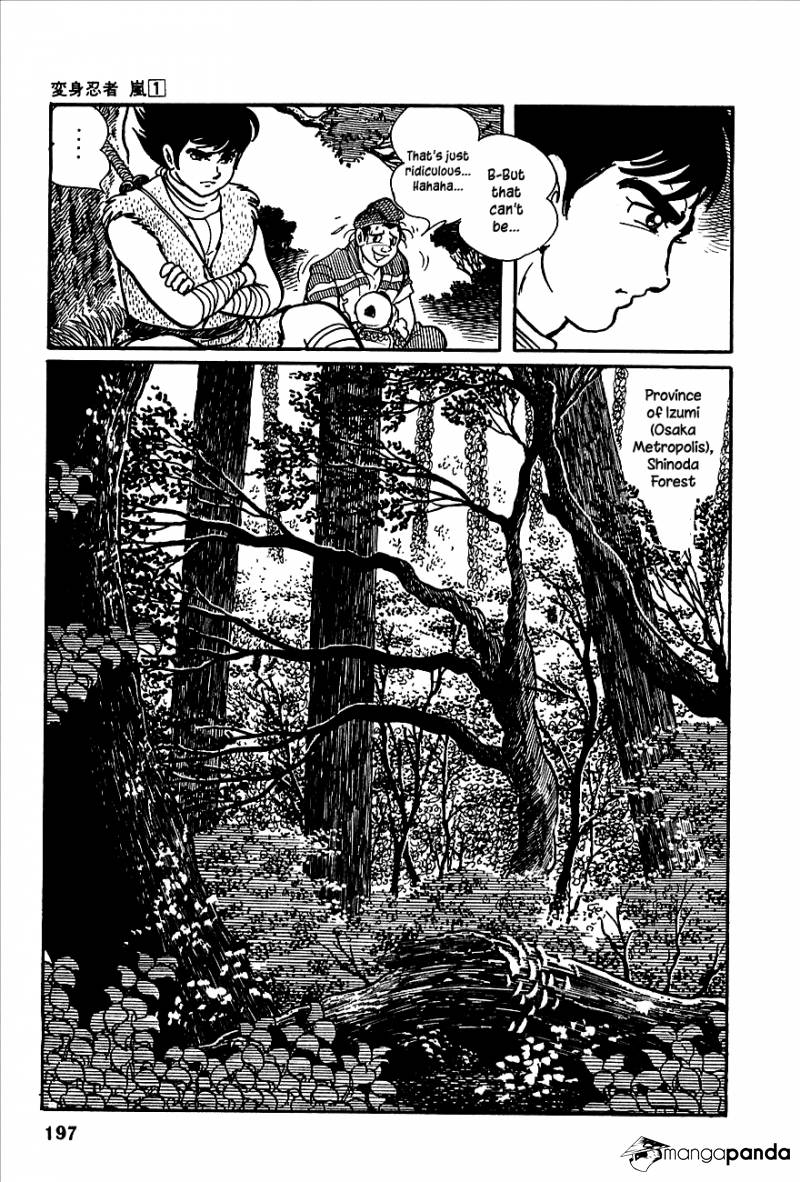 変身忍者 嵐1
B-But
that
can't
be...
That's just
ridiculous...
Hahaha...
....
Province
of Izumi
(Osaka
Metropolis),
Shinoda
Forest
197
mangapanda